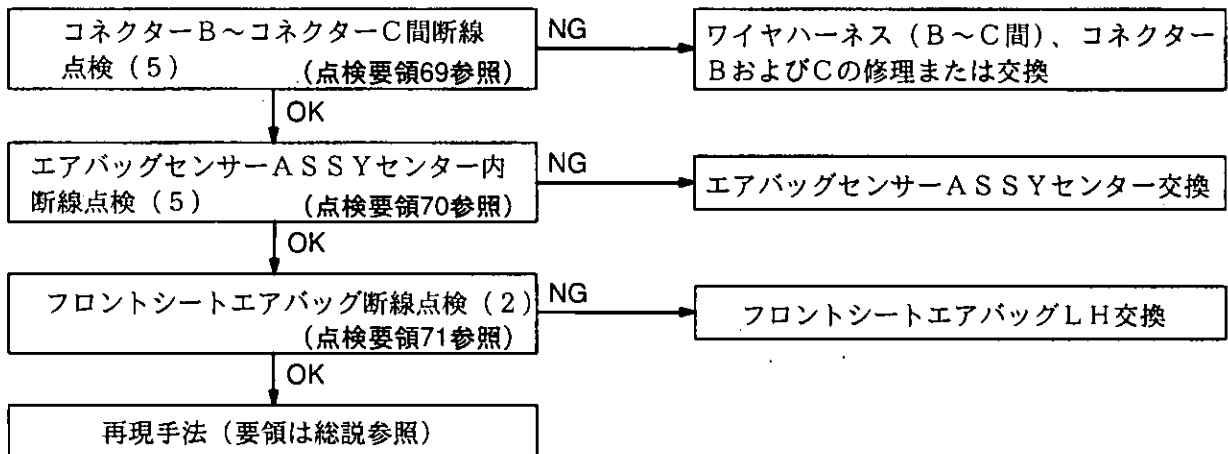 コネクターB～コネクターC間断線
点検（5） （点検要領69参照）
NG
ワイヤハーネス（B～C間）、コネクター
BおよびCの修理または交換
OK
エアバッグセンサーASSYセンター内
断線点検（5） （点検要領70参照）
NG
エアバッグセンサーASSYセンター交換
OK
フロントシートエアバッグ断線点検（2）
（点検要領71参照）
NG
フロントシートエアバッグLH交換
OK
再現手法（要領は総説参照）